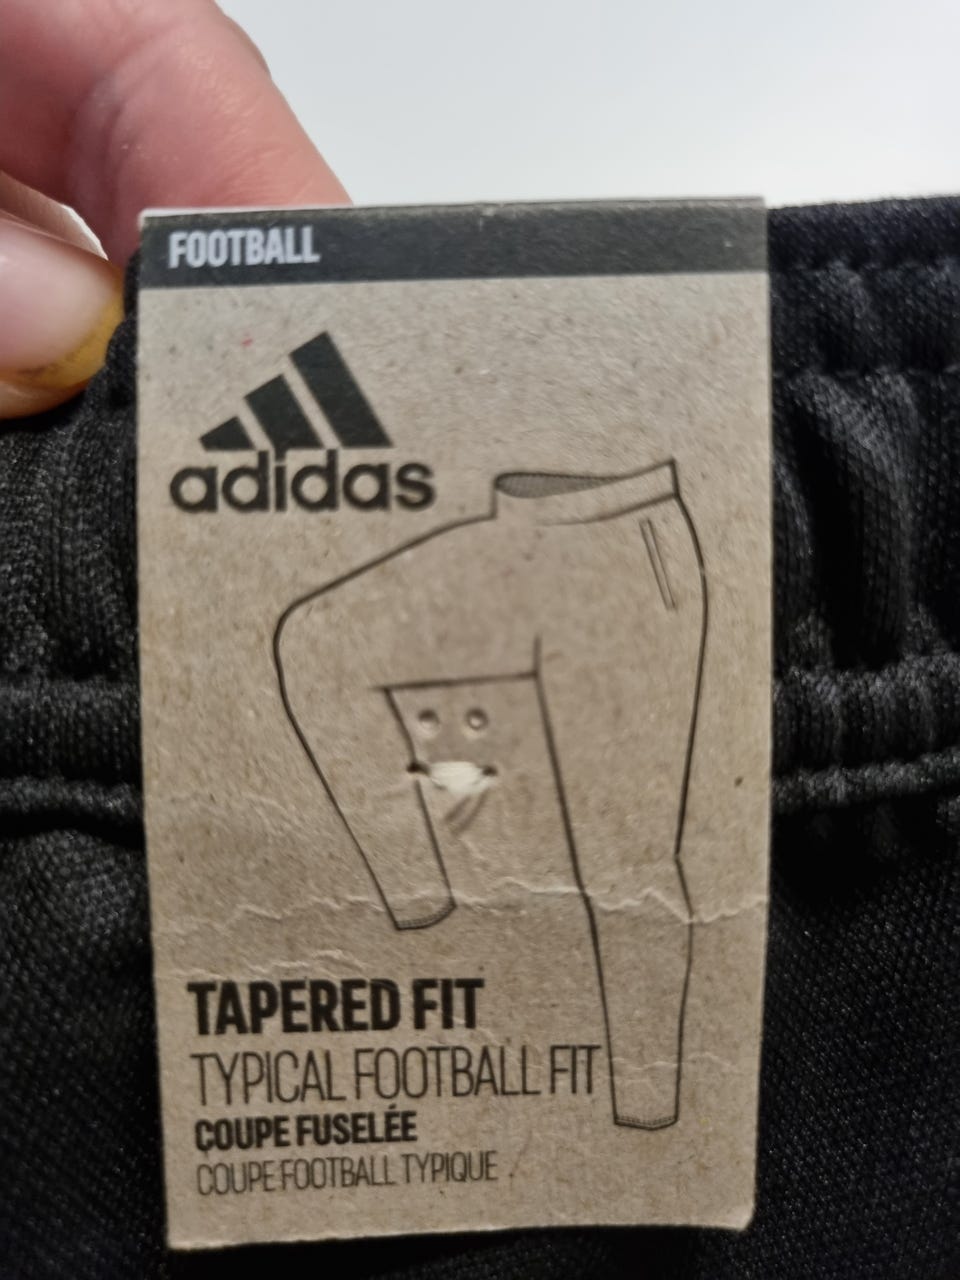 FOOTBALL
adidas
TAPERED FIT
TYPICAL FOOTBALL FIT
COUPE FUSELÉE
COUPE FOOTBALL TYPIQUE